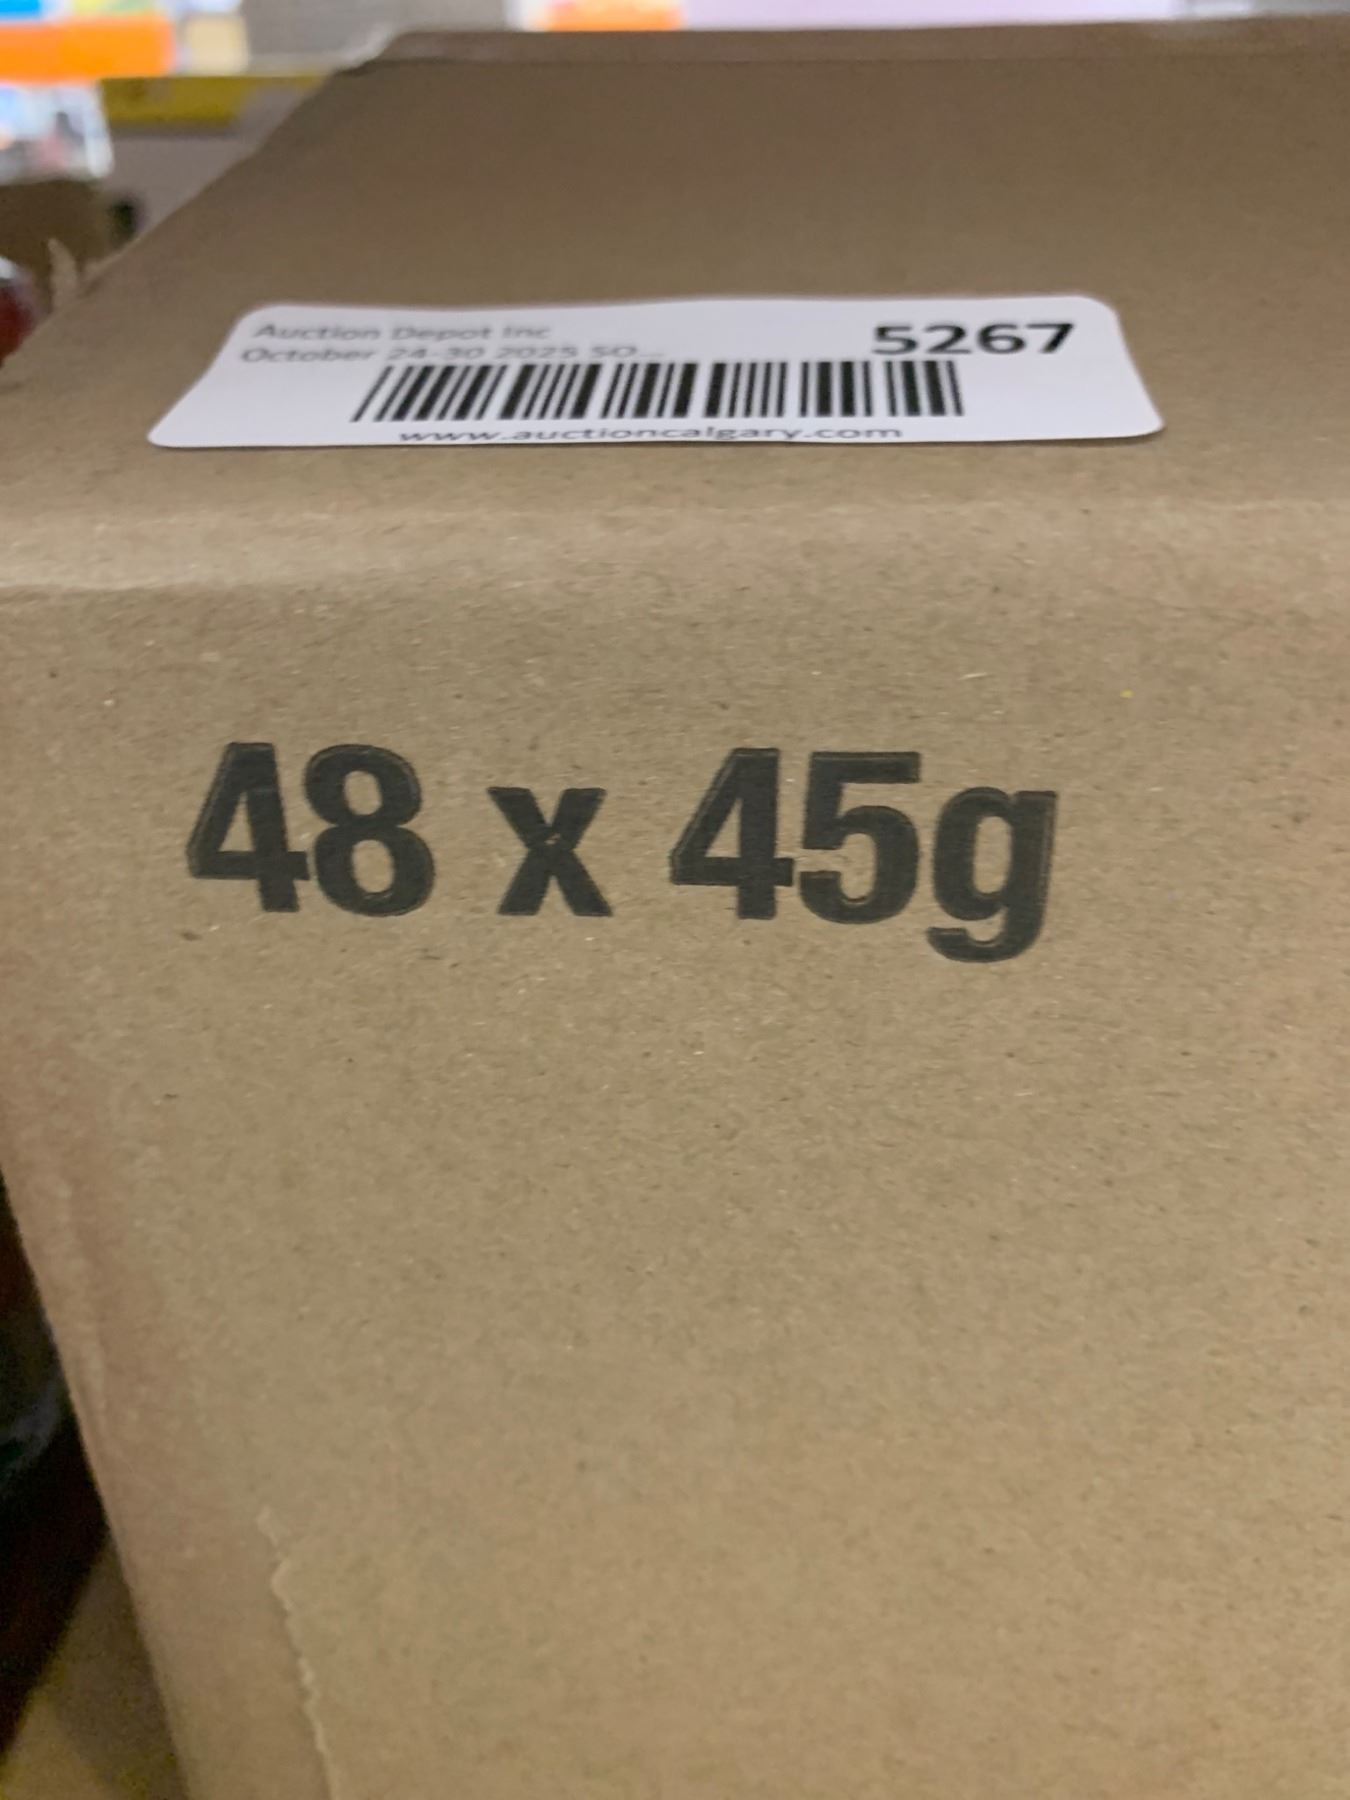 Auction Depot Inc
5267
October 24-30 2025 SO...
www.auctioncalgary.com
48 x 45g